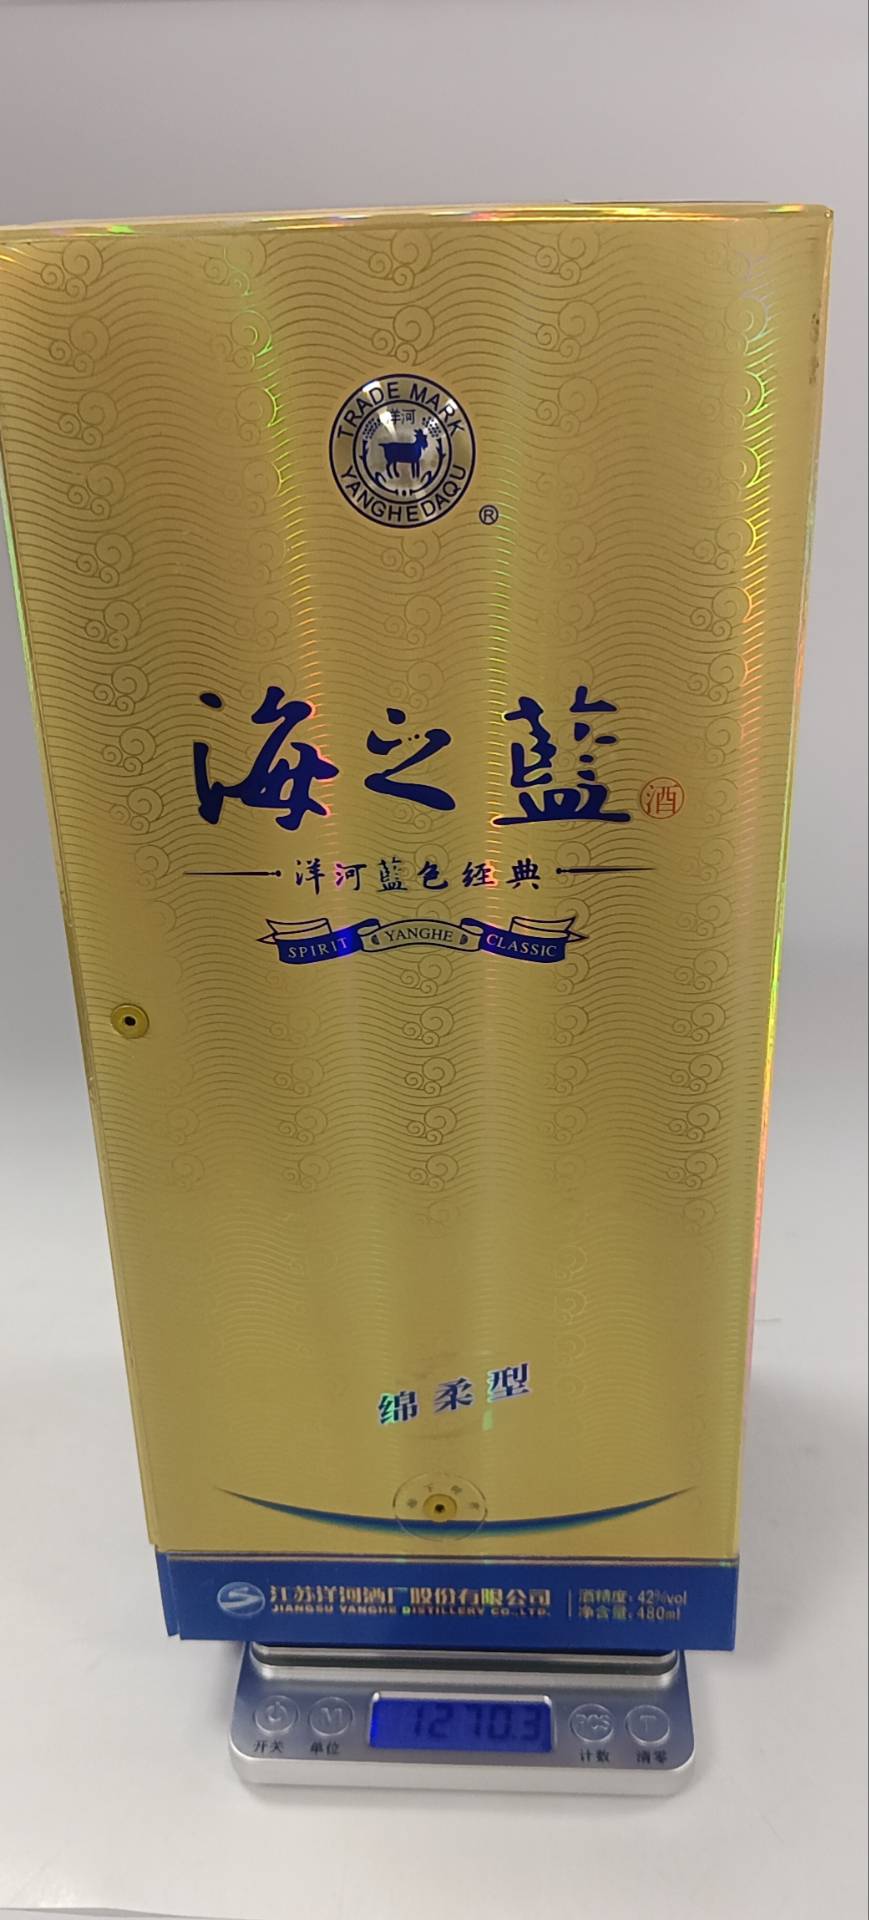 TRADE MARK
洋河
YANGHEDAQU
®
海之藍
酒
洋河藍色经典
SPIRIT YANGHE CLASSIC
绵柔型
江苏洋河酒厂股份有限公司
JIANGSU YANGHE DISTILLERY CO.,LTD.
酒精度: 42%vol
净含量: 480ml
1270.3
M PCS T
开关 单位 计数 清零